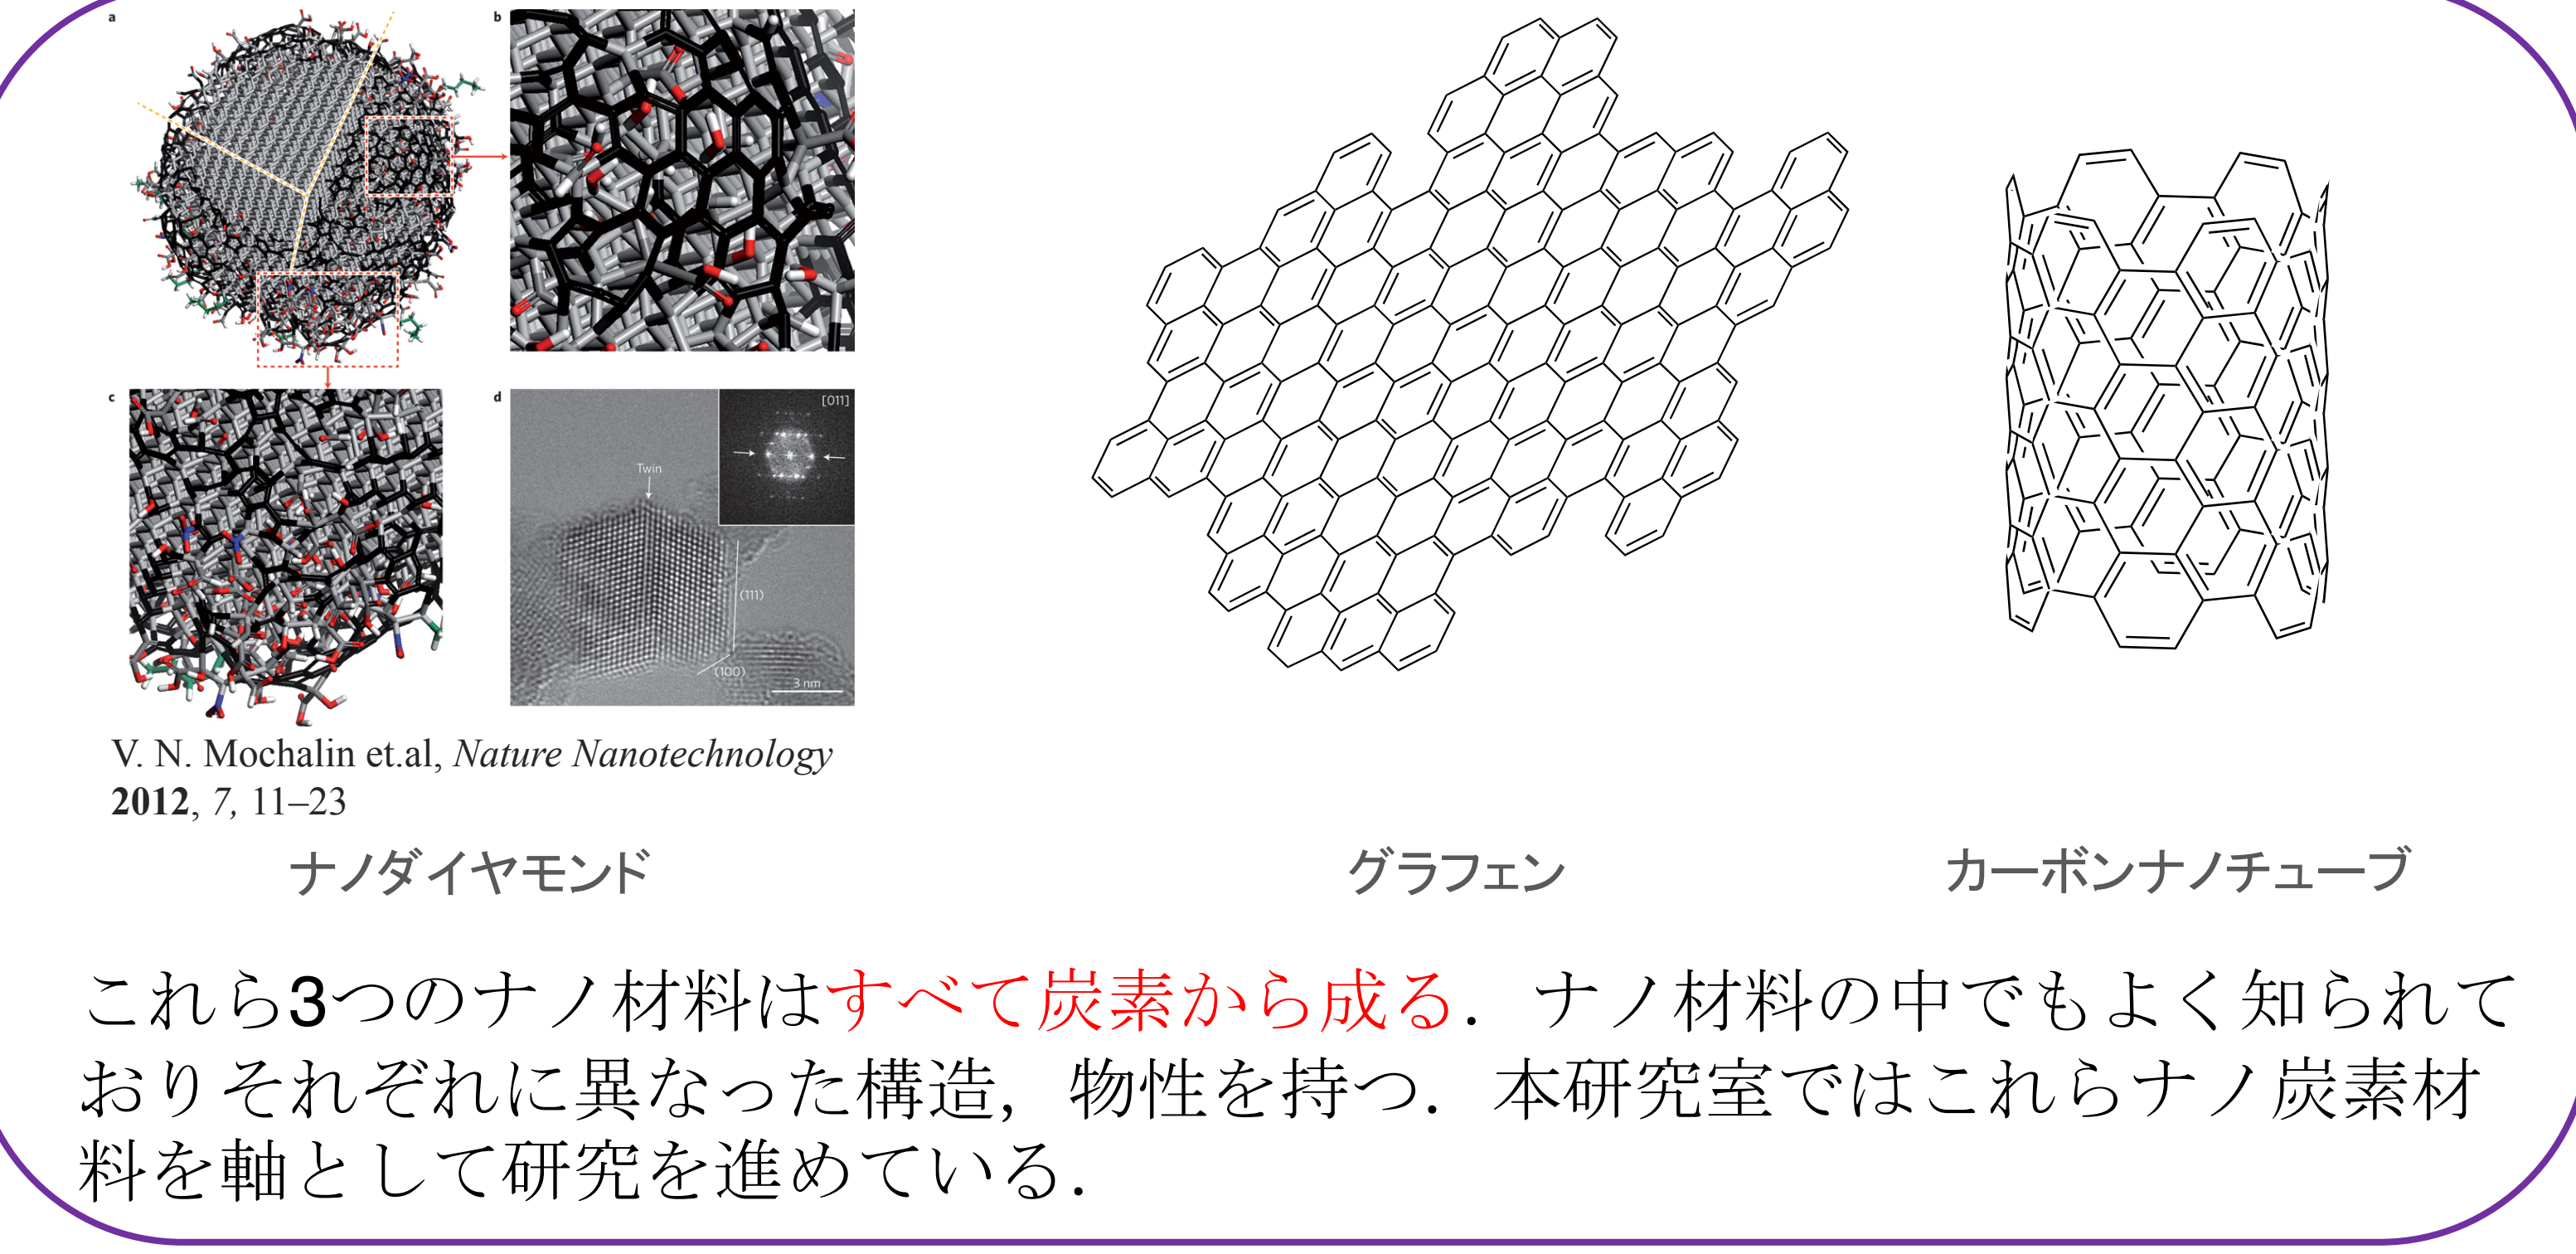 a
b
c
d
[011]
Twin
(111)
(100)
3 nm
V. N. Mochalin et.al, Nature Nanotechnology
2012, 7, 11–23
ナノダイヤモンド
グラフェン
カーボンナノチューブ
これら3つのナノ材料はすべて炭素から成る．ナノ材料の中でもよく知られて
おりそれぞれに異なった構造，物性を持つ．本研究室ではこれらナノ炭素材
料を軸として研究を進めている．